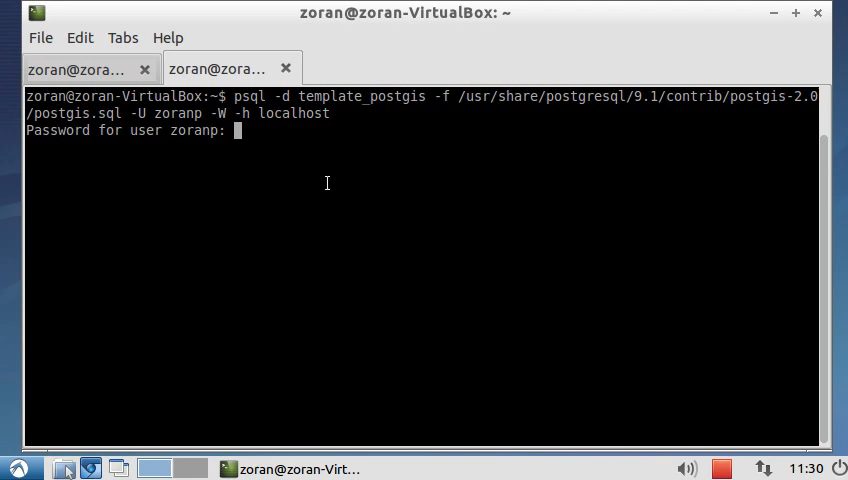 zoran@zoran-VirtualBox: ~
File Edit Tabs Help
zoran@zora... zoran@zora...
zoran@zoran-VirtualBox:~$ psql -d template_postgis -f /usr/share/postgresql/9.1/contrib/postgis-2.0
/postgis.sql -U zoranp -W -h localhost
Password for user zoranp:
zoran@zoran-Virt... 11:30